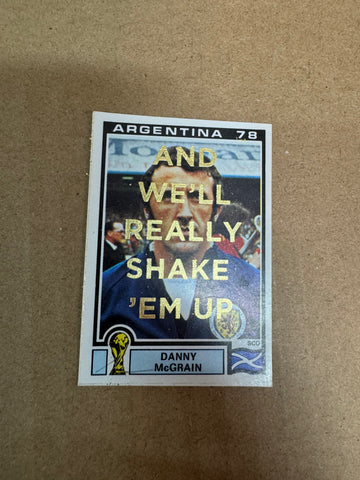 ARGENTINA 78
AND
WE'LL
REALLY
SHAKE
'EM UP
SCO
DANNY
McGRAIN